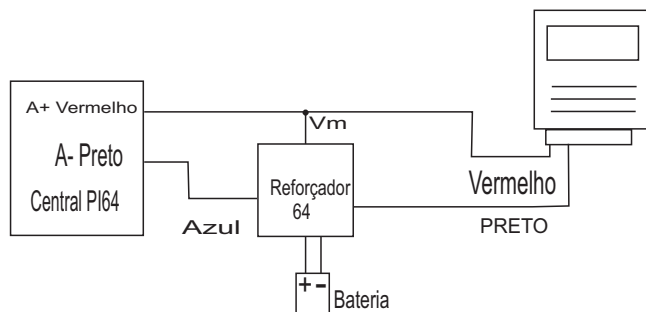 A+ Vermelho
A- Preto
Central PI64
Vm
Reforçador
64
Azul
Vermelho
PRETO
+ -
Bateria